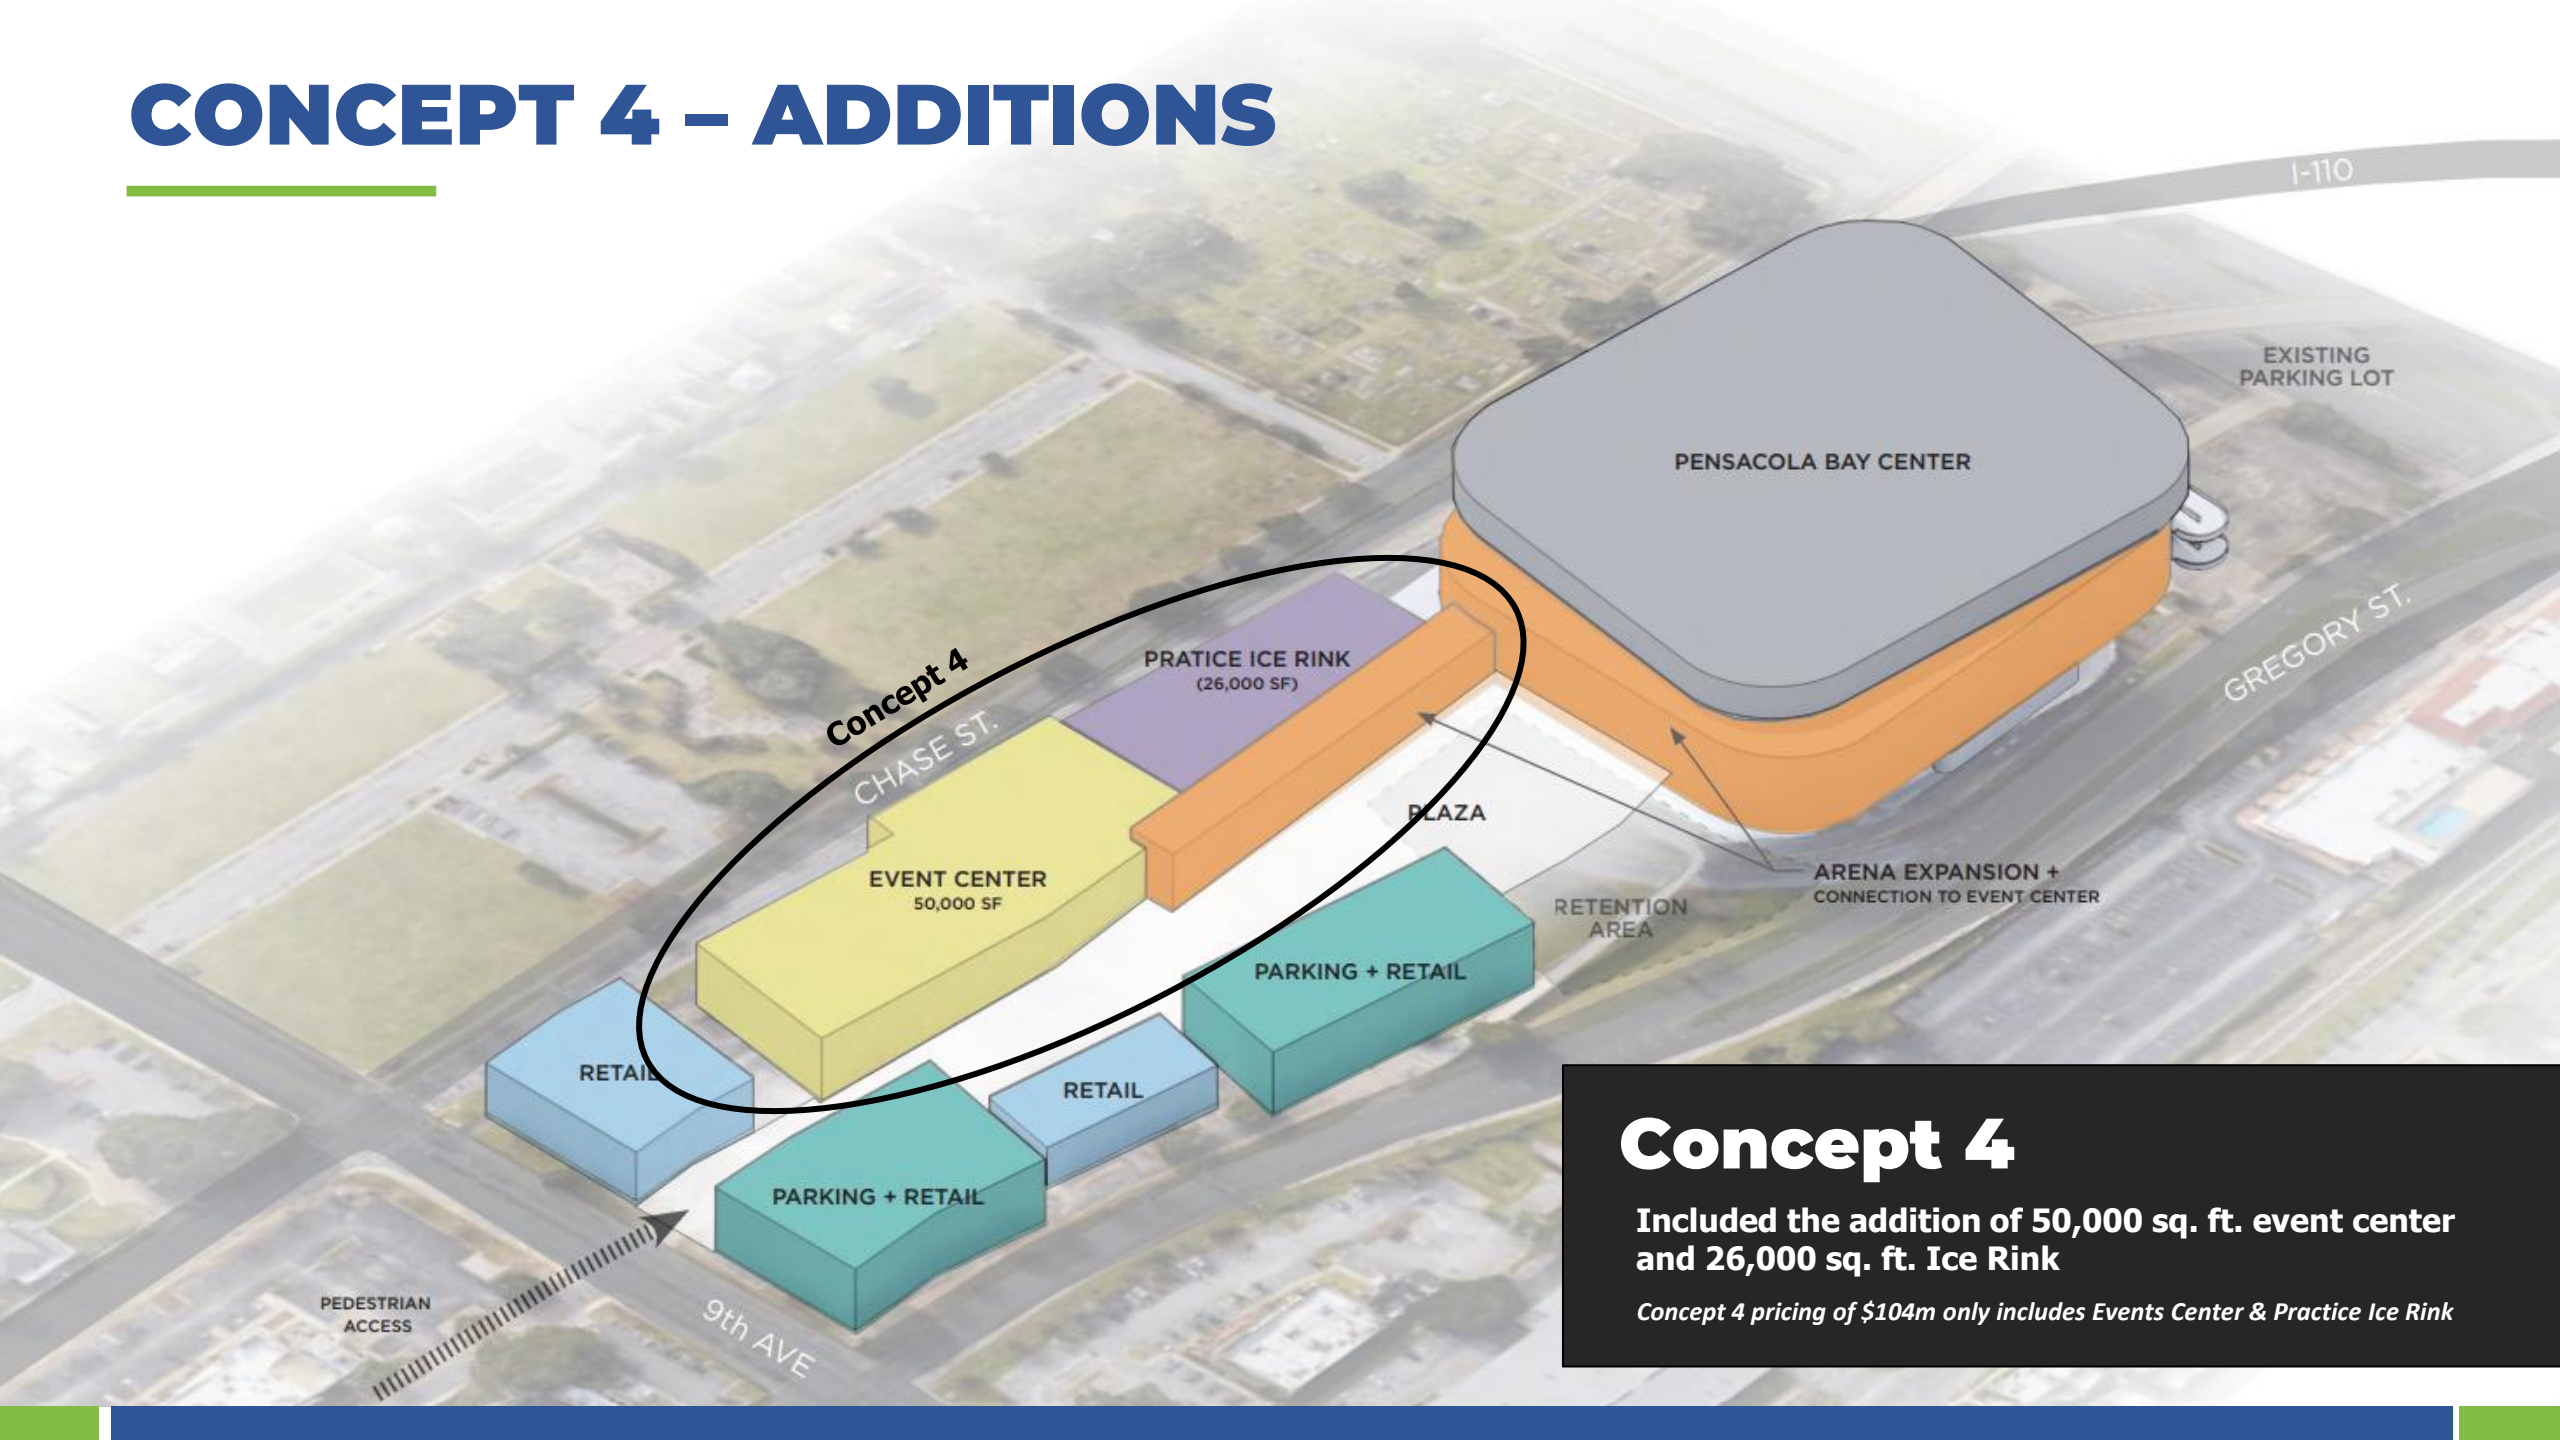 CONCEPT 4 – ADDITIONS
I-110
EXISTING
PARKING LOT
PENSACOLA BAY CENTER
GREGORY ST.
PRATICE ICE RINK
(26,000 SF)
Concept 4
CHASE ST.
PLAZA
EVENT CENTER
50,000 SF
ARENA EXPANSION +
CONNECTION TO EVENT CENTER
RETENTION
AREA
PARKING + RETAIL
RETAIL
RETAIL
PARKING + RETAIL
PEDESTRIAN
ACCESS
9th AVE
Concept 4
Included the addition of 50,000 sq. ft. event center
and 26,000 sq. ft. Ice Rink
Concept 4 pricing of $104m only includes Events Center & Practice Ice Rink